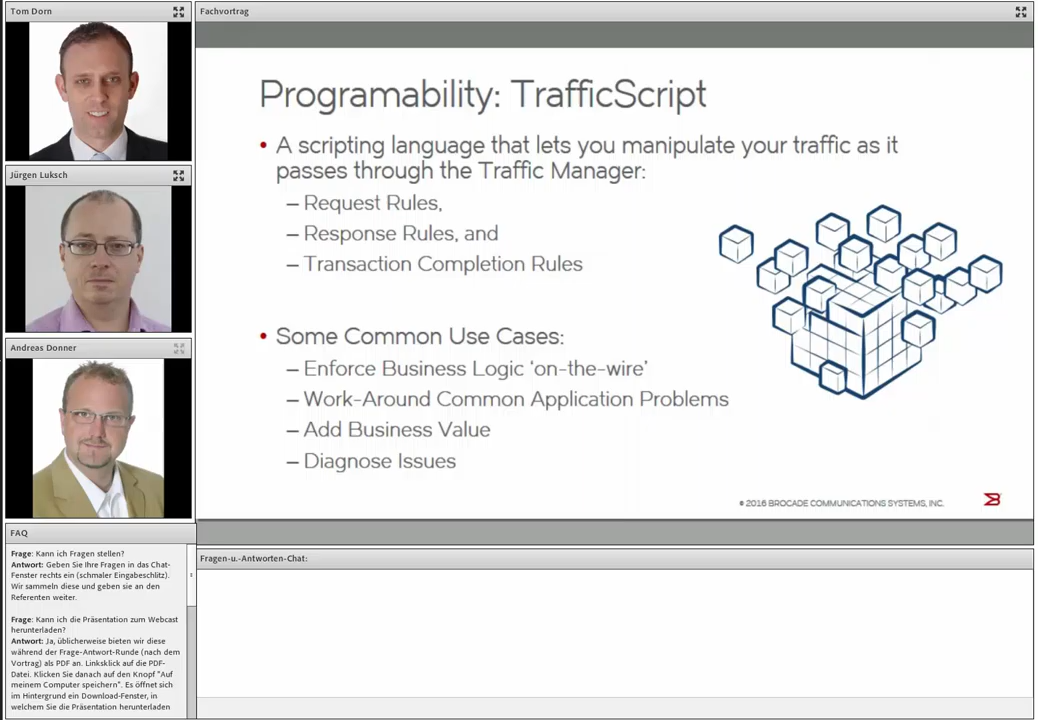 Tom Dorn
Jürgen Luksch
Andreas Donner
FAQ
Frage: Kann ich Fragen stellen?
Antwort: Geben Sie Ihre Fragen in das Chat-
Fenster rechts ein (schmaler Eingabeschlitz).
Wir sammeln diese und geben sie an den
Referenten weiter.
Frage: Kann ich die Präsentation zum Webcast
herunterladen?
Antwort: Ja, üblicherweise bieten wir diese
während der Frage-Antwort-Runde (nach dem
Vortrag) als PDF an. Linksklick auf die PDF-
Datei. Klicken Sie danach auf den Knopf "Auf
meinem Computer speichern". Es öffnet sich
im Hintergrund ein Download-Fenster, in
welchem Sie die Präsentation herunterladen
Fachvortrag
Programability: TrafficScript
• A scripting language that lets you manipulate your traffic as it
passes through the Traffic Manager:
– Request Rules,
– Response Rules, and
– Transaction Completion Rules
• Some Common Use Cases:
– Enforce Business Logic ‘on-the-wire’
– Work-Around Common Application Problems
– Add Business Value
– Diagnose Issues
© 2016 BROCADE COMMUNICATIONS SYSTEMS, INC.
Fragen-u.-Antworten-Chat: